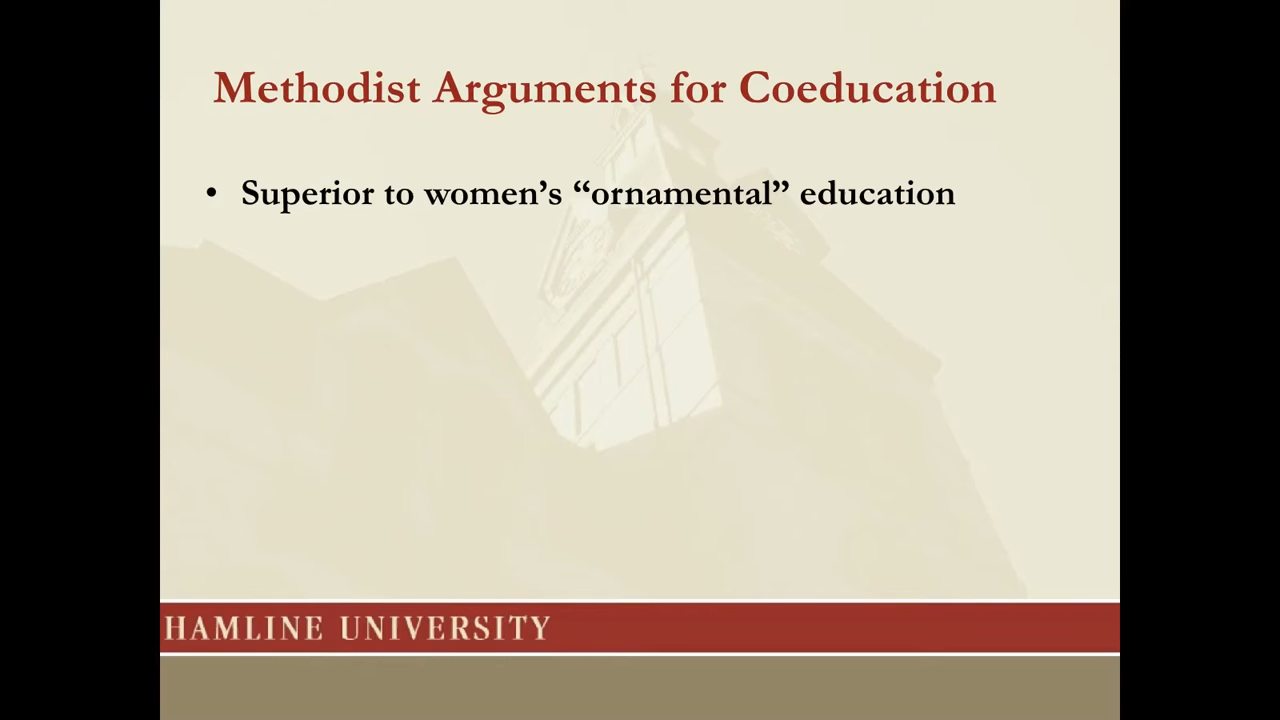 Methodist Arguments for Coeducation
• Superior to women’s “ornamental” education
HAMLINE UNIVERSITY